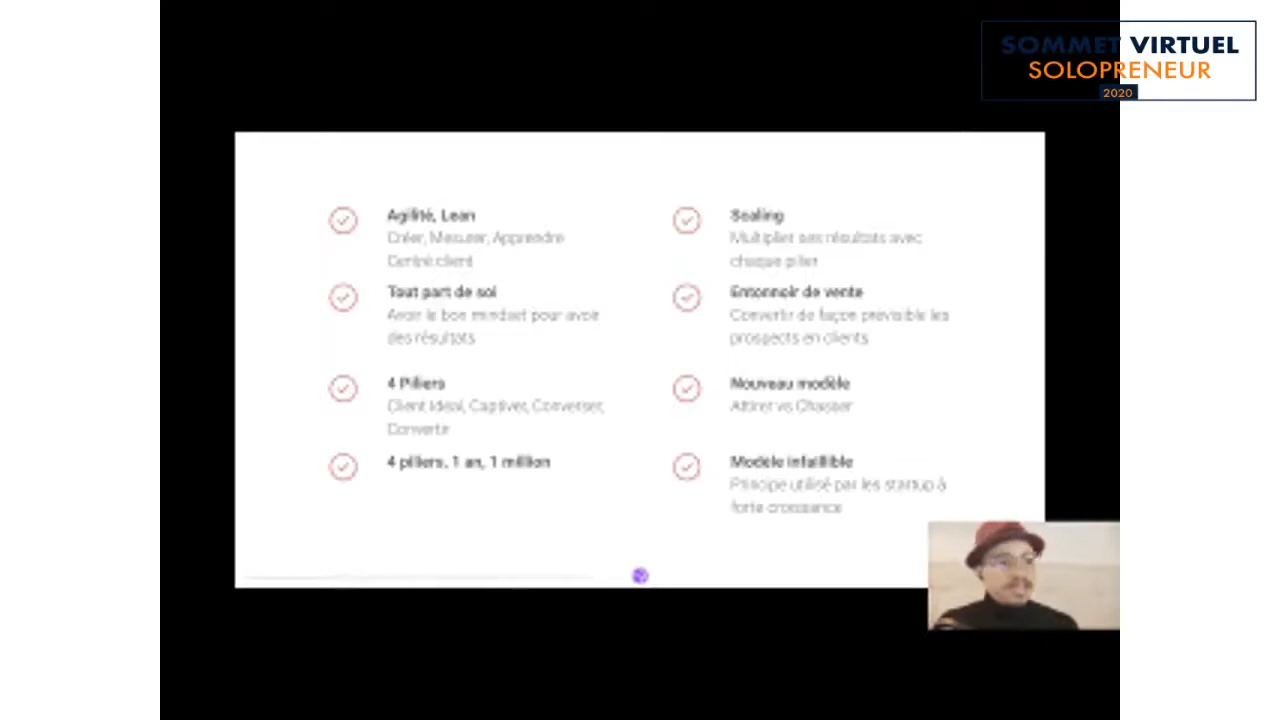 SOMMET VIRTUEL
SOLOPRENEUR
2020
Agilité, Lean
Créer, Mesurer, Apprendre
Centré client
Tout part de soi
Avoir le bon mindset pour avoir
des résultats
4 Piliers
Client Idéal, Captiver, Converser,
Convertir
4 piliers, 1 an, 1 million
Scaling
Multiplier ses résultats avec
chaque pilier
Entonnoir de vente
Convertir de façon prévisible les
prospects en clients
Nouveau modèle
Attirer vs Chasser
Modèle infaillible
Principe utilisé par les startup à
forte croissance